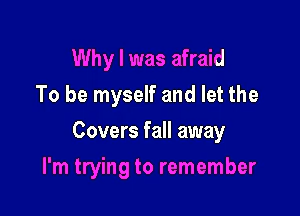 Why I was afraid
To be myself and let the
Covers fall away
I'm trying to remember